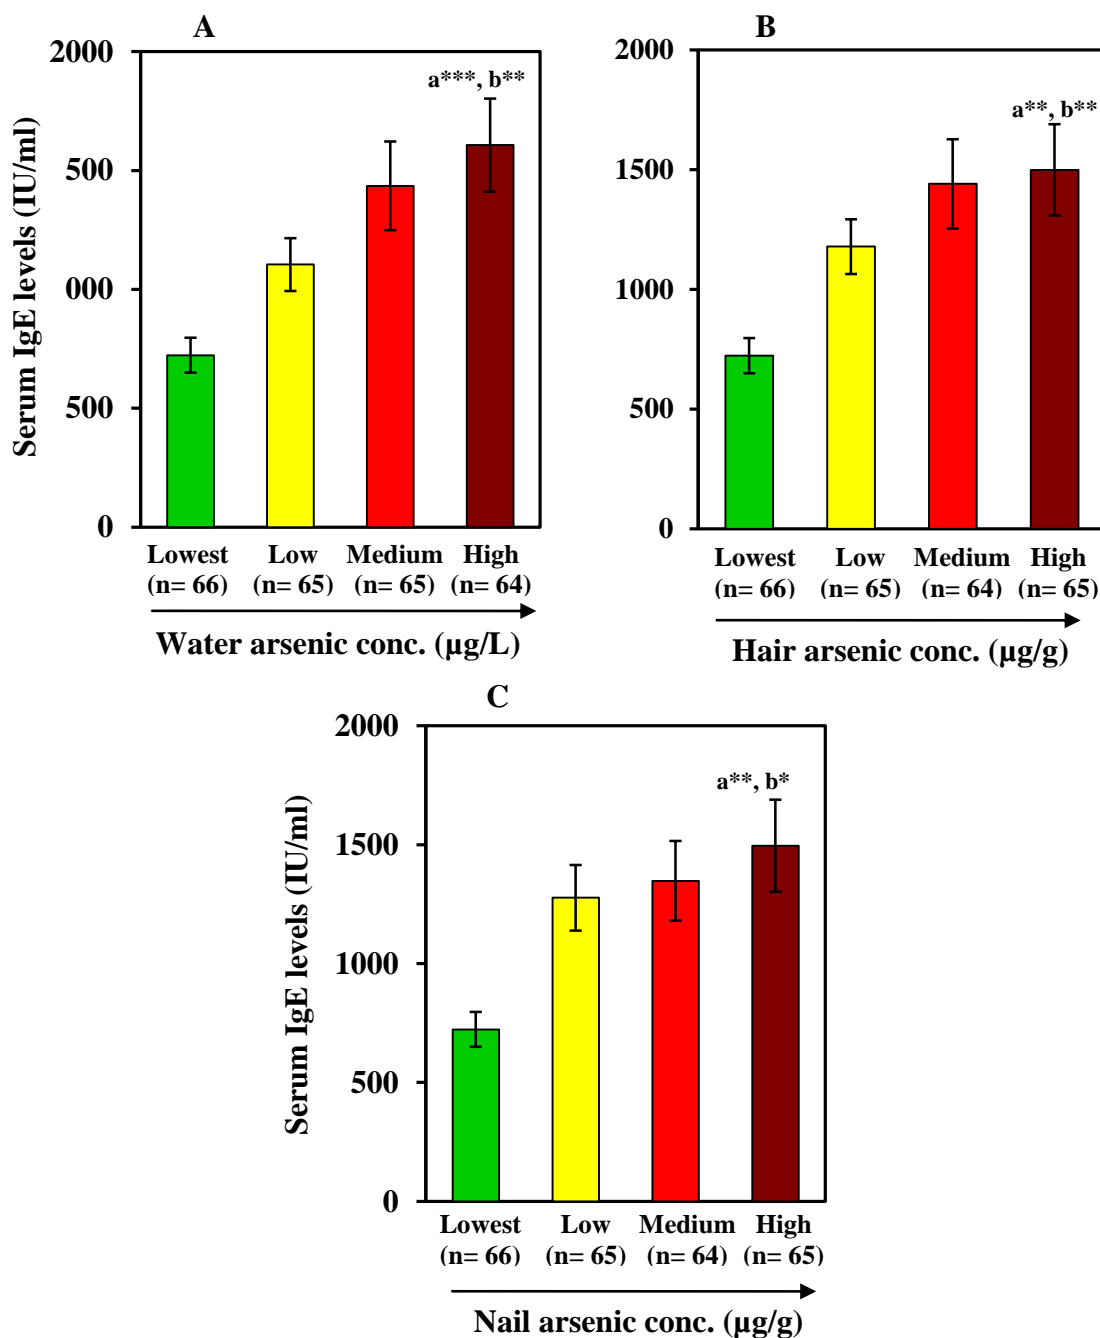 A
Serum IgE levels (IU/ml)
2000
500
000
500
0
a***, b**
Lowest Low Medium High
(n= 66) (n= 65) (n= 65) (n= 64)
Water arsenic conc. (µg/L)
B
2000
1500
1000
500
0
a**, b**
Lowest Low Medium High
(n= 66) (n= 65) (n= 64) (n= 65)
Hair arsenic conc. (µg/g)
C
Serum IgE levels (IU/ml)
2000
1500
1000
500
0
a**, b*
Lowest Low Medium High
(n= 66) (n= 65) (n= 64) (n= 65)
Nail arsenic conc. (µg/g)